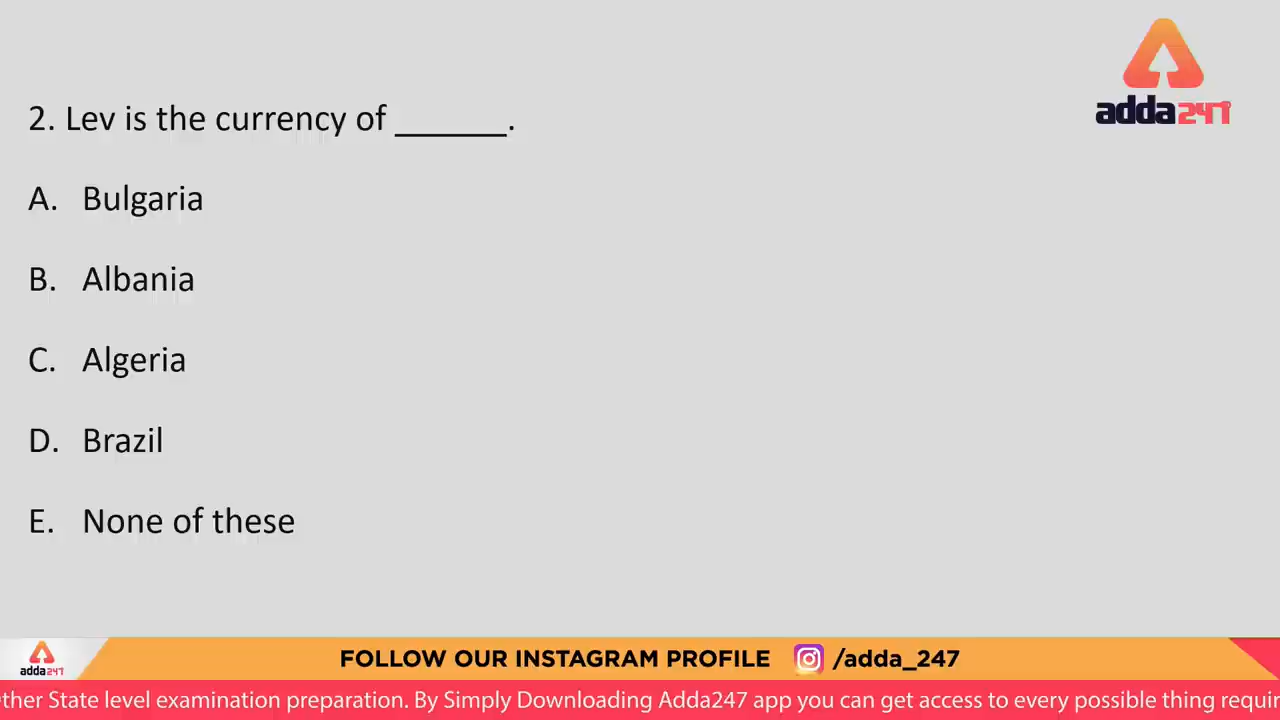 adda247
2. Lev is the currency of ______.
A. Bulgaria
B. Albania
C. Algeria
D. Brazil
E. None of these
adda247
FOLLOW OUR INSTAGRAM PROFILE /adda_247
ther State level examination preparation. By Simply Downloading Adda247 app you can get access to every possible thing requir